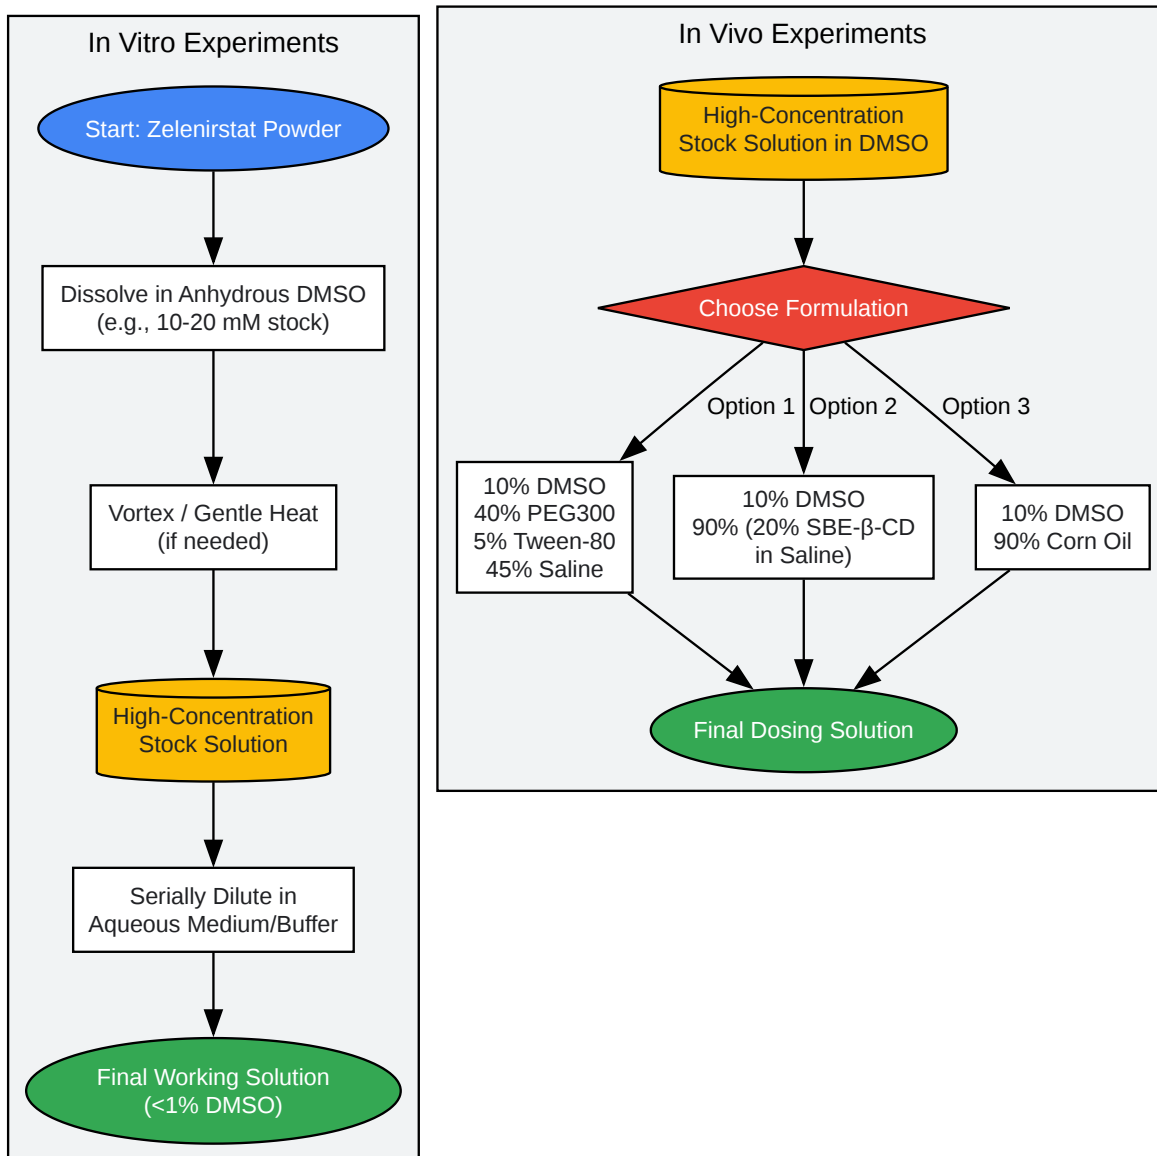 In Vitro Experiments
Start: Zelenirstat Powder
Dissolve in Anhydrous DMSO
(e.g., 10-20 mM stock)
Vortex / Gentle Heat
(if needed)
High-Concentration
Stock Solution
Serially Dilute in
Aqueous Medium/Buffer
Final Working Solution
(<1% DMSO)
In Vivo Experiments
High-Concentration
Stock Solution in DMSO
Choose Formulation
Option 1
Option 2
Option 3
10% DMSO
40% PEG300
5% Tween-80
45% Saline
10% DMSO
90% (20% SBE-β-CD
in Saline)
10% DMSO
90% Corn Oil
Final Dosing Solution